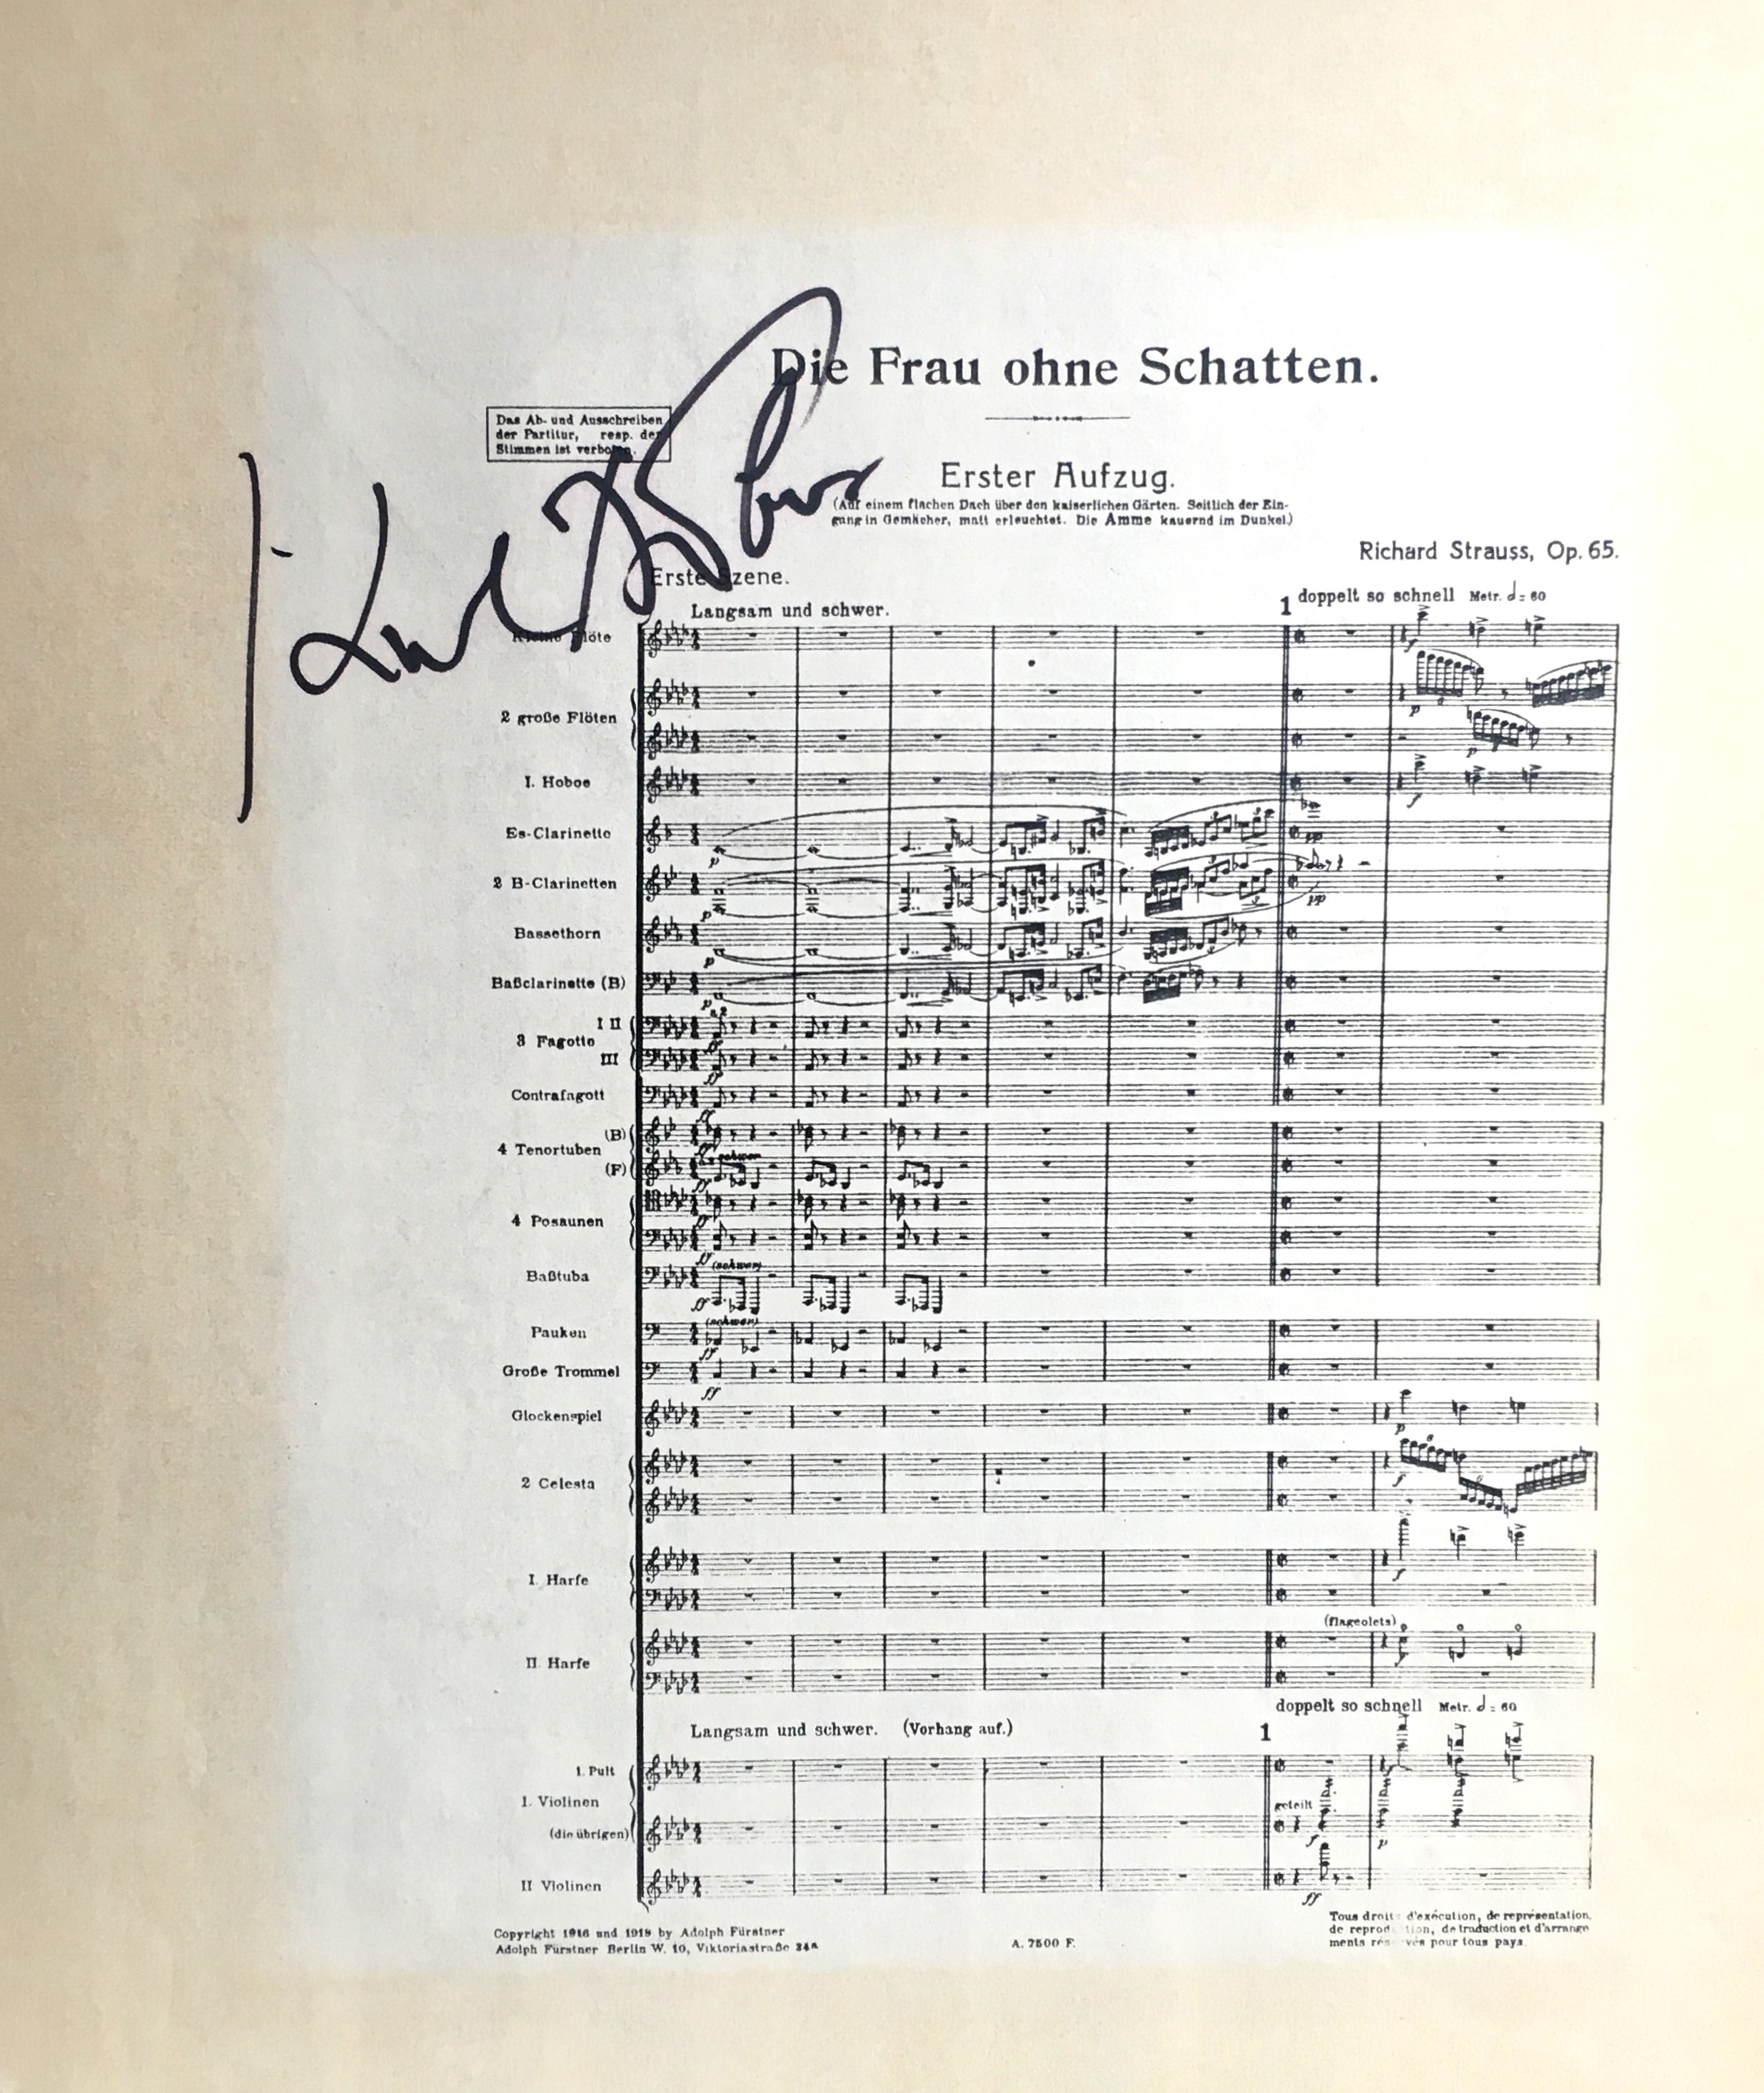 Die Frau ohne Schatten.
Das Ab- und Ausschreiben
der Partitur, resp. der
Stimmen ist verboten.
Erster Aufzug.
(Auf einem flachen Dach über den kaiserlichen Gärten. Seitlich der Ein-
gang in Gemächer, matt erleuchtet. Die Amme kauernd im Dunkel.)
Richard Strauss, Op. 65.
Erste Szene.
Langsam und schwer.
1 doppelt so schnell Metr. 𝅗𝅥 = 60
Kleine Flöte
2 große Flöten
I. Hoboe
Es-Clarinette
2 B-Clarinetten
Bassethorn
Baßclarinette (B)
I II
3 Fagotte
III
Contrafagott
(B)
4 Tenortuben
(F)
schwer
4 Posaunen
Baßtuba
(schwer)
Pauken
(schwer)
Große Trommel
Glockenspiel
2 Celesta
I. Harfe
(flageolets)
II. Harfe
doppelt so schnell Metr. 𝅗𝅥 = 60
Langsam und schwer. (Vorhang auf.) 1
1. Pult
I. Violinen
geteilt
(die übrigen)
II Violinen
Copyright 1916 und 1919 by Adolph Fürstner
Adolph Fürstner Berlin W. 10, Viktoriastraße 34a
A. 7500 F.
Tous droits d'exécution, de représentation,
de reproduction, de traduction et d'arrange
ments réservés pour tous pays.